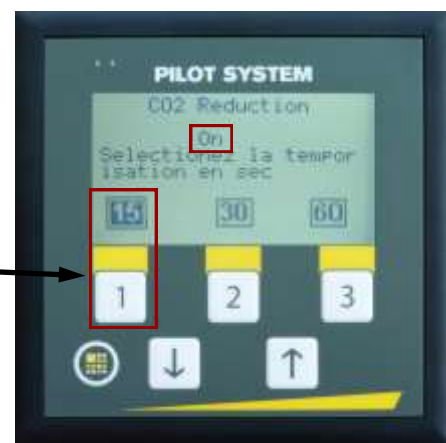 PILOT SYSTEM
CO2 Reduction
On
Selectionez la tempor
isation en sec
15 30 60
1 2 3
↓ ↑